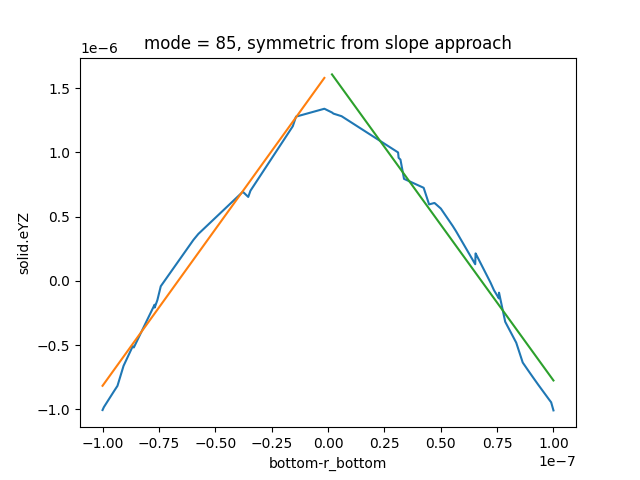 mode = 85, symmetric from slope approach
1e−6
1.5
1.0
0.5
0.0
−0.5
−1.0
solid.eYZ
−1.00 −0.75 −0.50 −0.25 0.00 0.25 0.50 0.75 1.00
bottom-r_bottom
1e−7